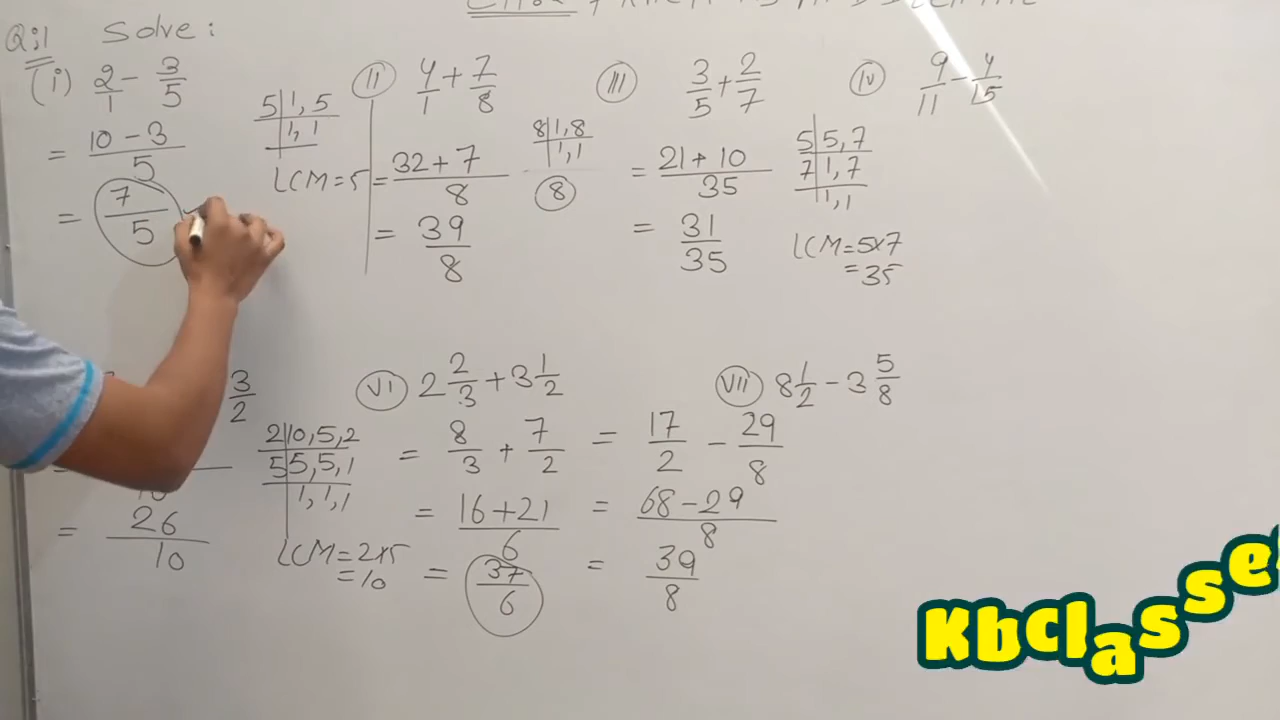 Q:1 Solve:
(i) 2/1 - 3/5
= 10 - 3 / 5
= 7/5
5 | 1, 5
1, 1
LCM = 5
II 4/1 + 7/8
= 32 + 7 / 8
= 39/8
8 | 1, 8
1, 1
8
III 3/5 + 2/7
= 21 + 10 / 35
= 31/35
5 | 5, 7
7 | 1, 7
1, 1
LCM = 5x7
= 35
IV 9/11 - 4/15
3/2
= 26/10
2 | 10, 5, 2
5 | 5, 5, 1
1, 1, 1
LCM = 2x5
= 10
VI 2 2/3 + 3 1/2
= 8/3 + 7/2
= 16 + 21 / 6
= 37/6
VII 8 1/2 - 3 5/8
= 17/2 - 29/8
= 68 - 29 / 8
= 39/8
KbClasse